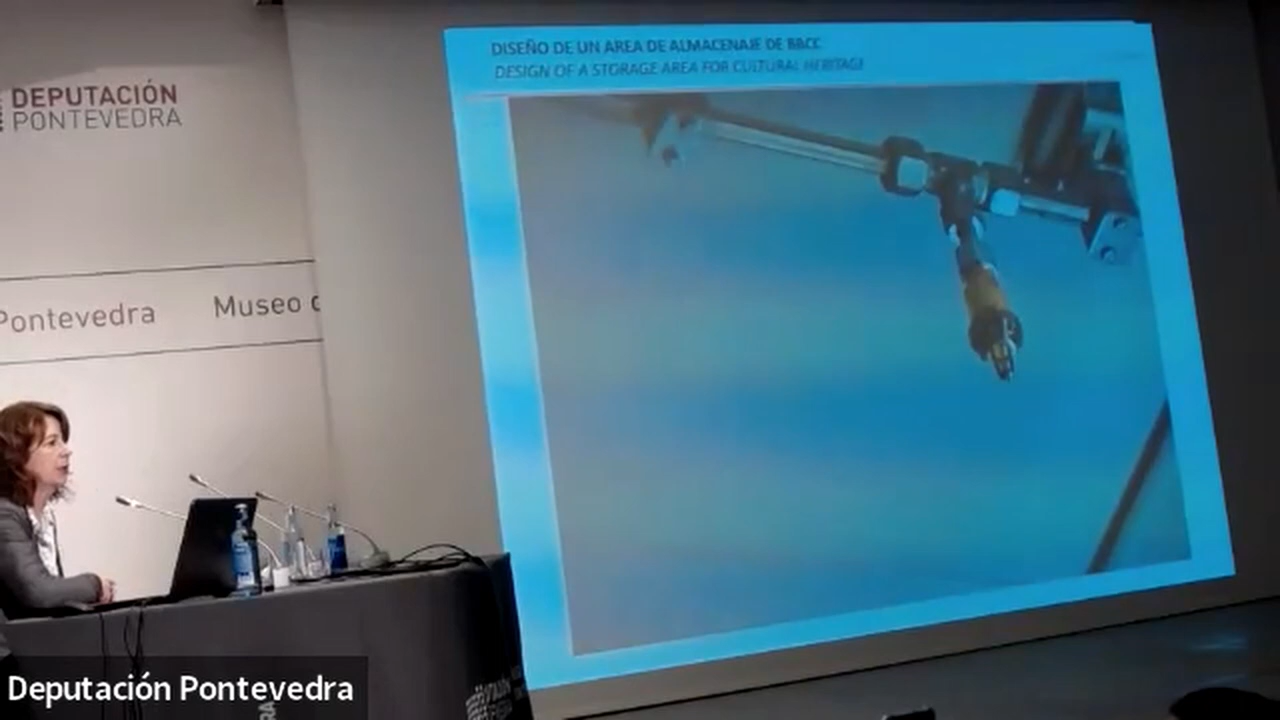 DEPUTACIÓN
PONTEVEDRA
DISEÑO DE UN AREA DE ALMACENAJE DE BBCC
DESIGN OF A STORAGE AREA FOR CULTURAL HERITAGE
Pontevedra Museo
Deputación Pontevedra